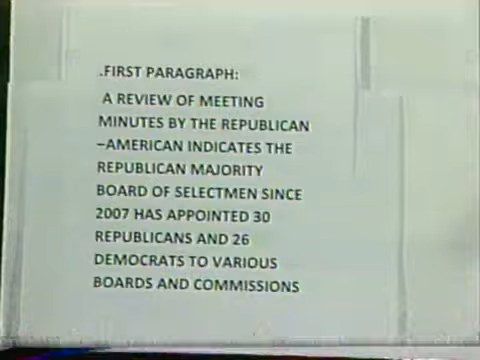 .FIRST PARAGRAPH:
A REVIEW OF MEETING
MINUTES BY THE REPUBLICAN
–AMERICAN INDICATES THE
REPUBLICAN MAJORITY
BOARD OF SELECTMEN SINCE
2007 HAS APPOINTED 30
REPUBLICANS AND 26
DEMOCRATS TO VARIOUS
BOARDS AND COMMISSIONS